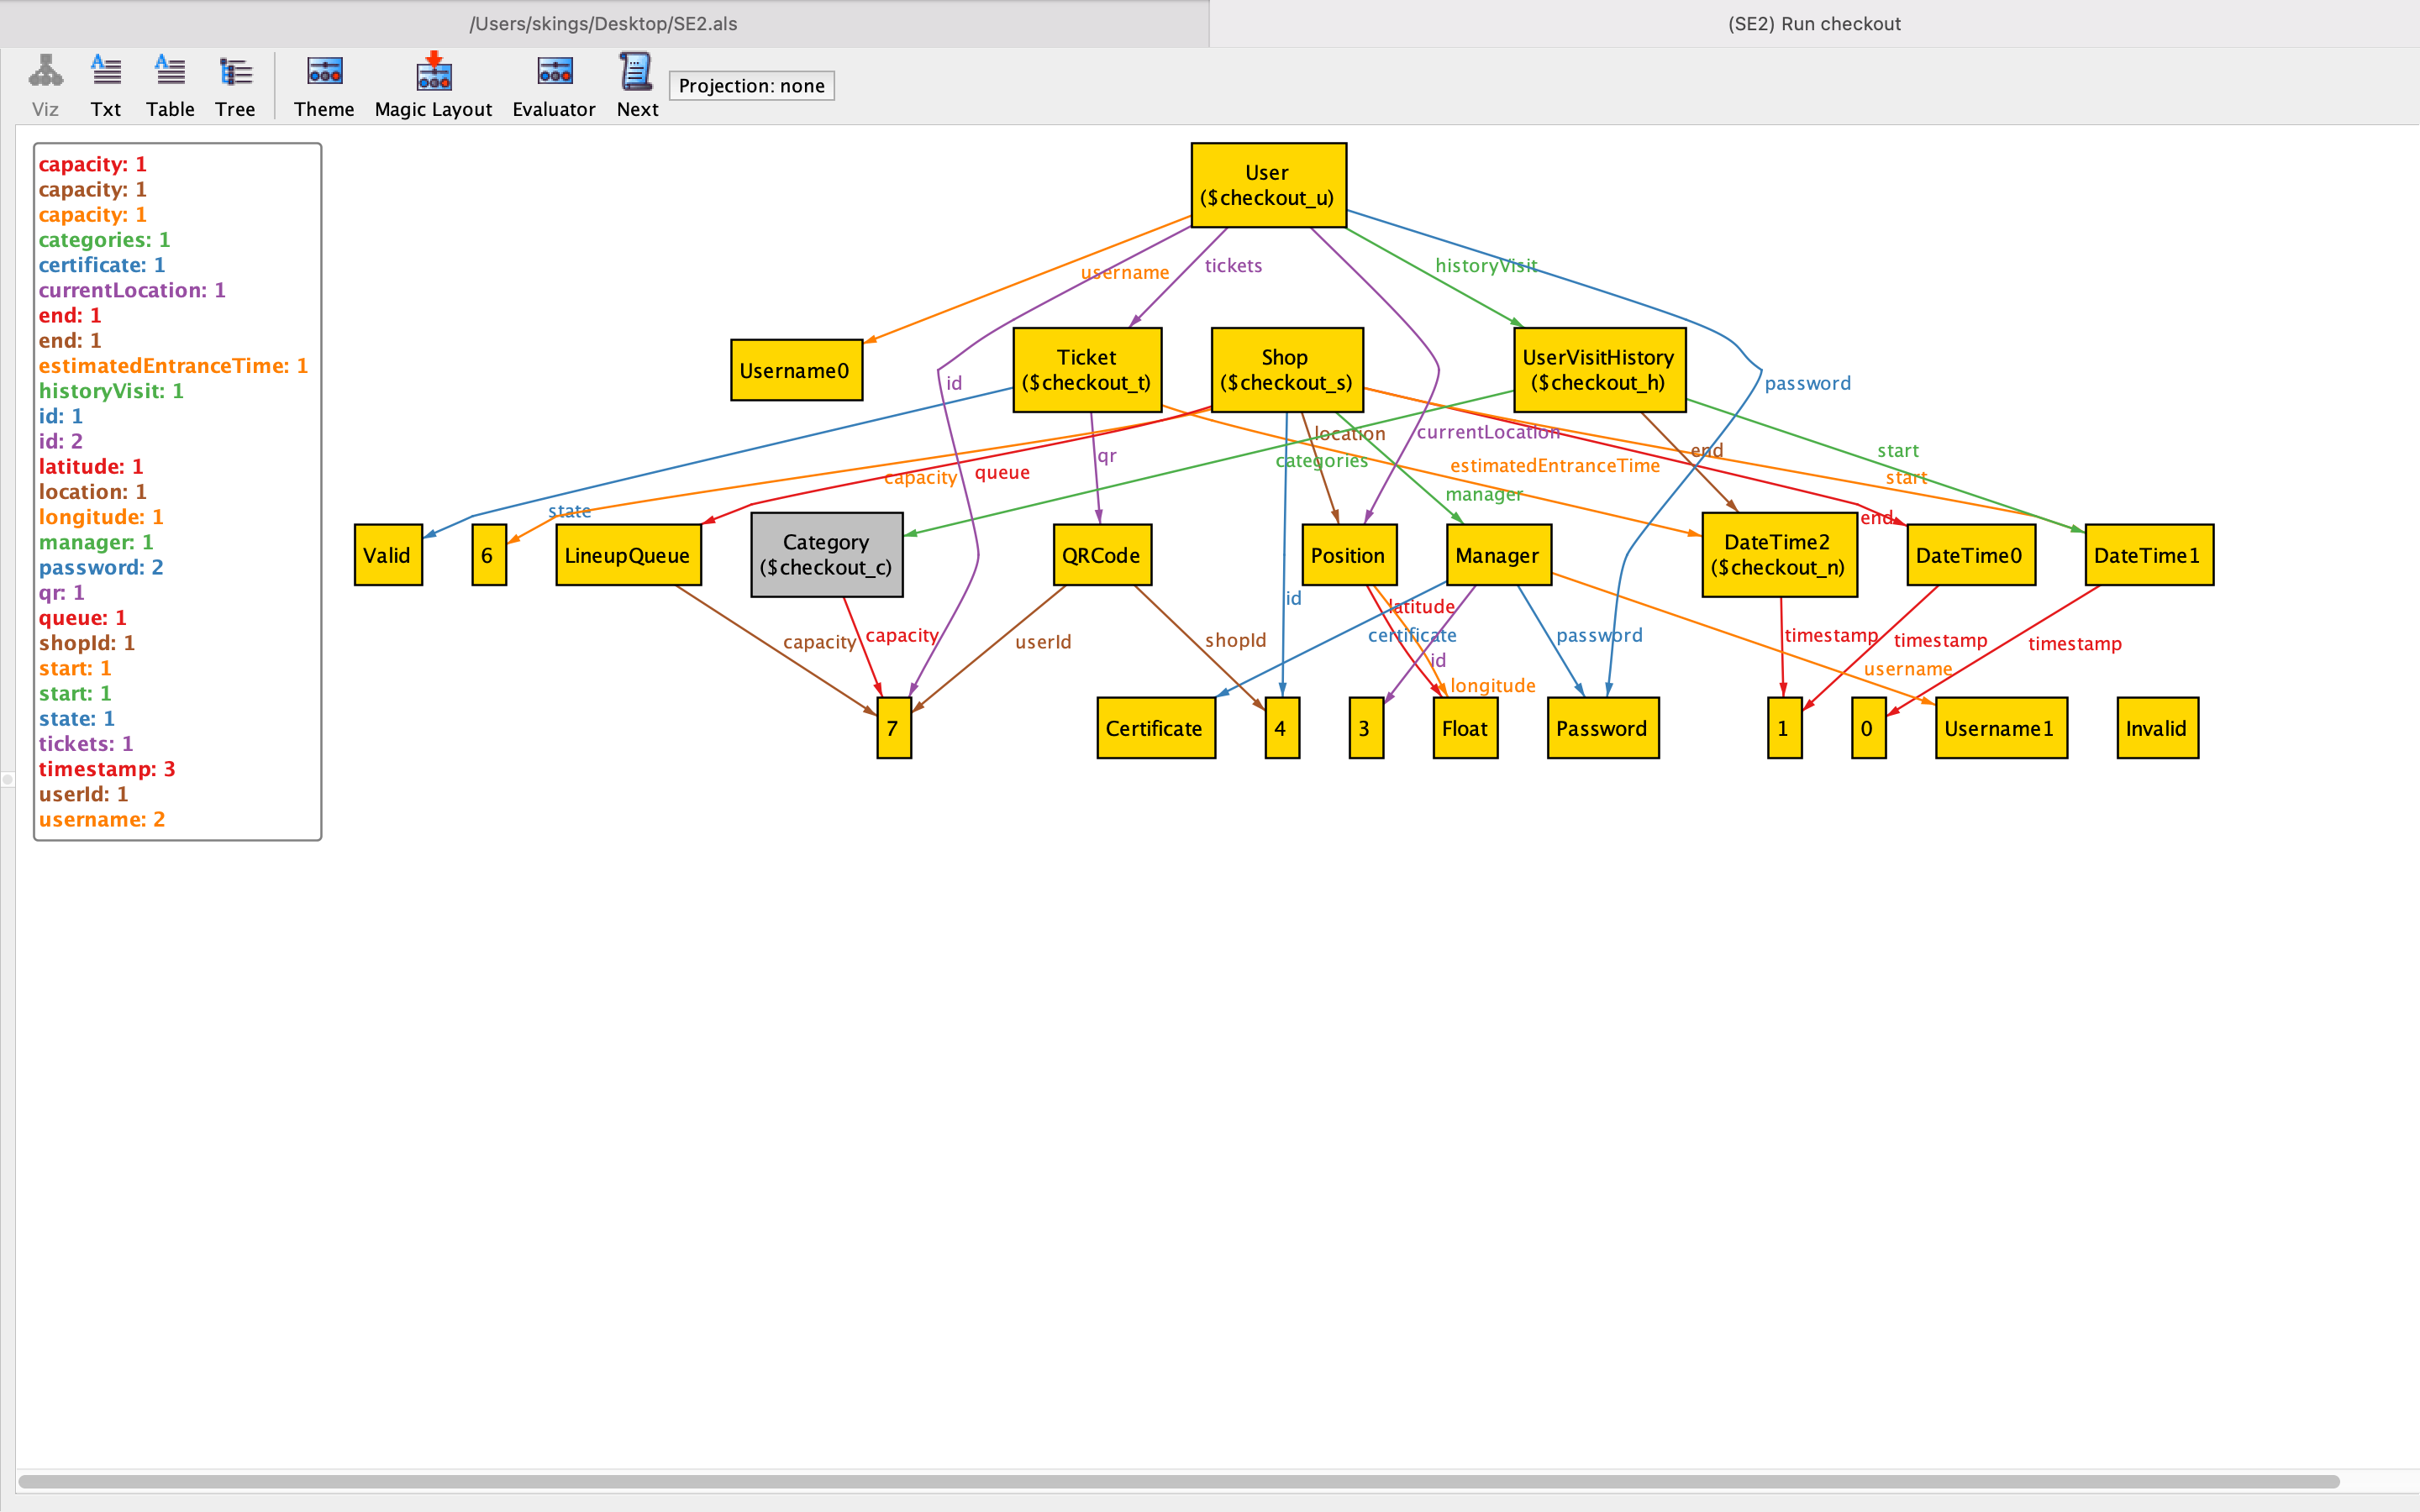 /Users/skings/Desktop/SE2.als
(SE2) Run checkout
Viz
Txt
Table
Tree
Theme
Magic Layout
Evaluator
Next
Projection: none
capacity: 1
capacity: 1
capacity: 1
categories: 1
certificate: 1
currentLocation: 1
end: 1
end: 1
estimatedEntranceTime: 1
historyVisit: 1
id: 1
id: 2
latitude: 1
location: 1
longitude: 1
manager: 1
password: 2
qr: 1
queue: 1
shopId: 1
start: 1
start: 1
state: 1
tickets: 1
timestamp: 3
userId: 1
username: 2
User
($checkout_u)
username
tickets
historyVisit
id
password
Username0
Ticket
($checkout_t)
Shop
($checkout_s)
UserVisitHistory
($checkout_h)
location
currentLocation
qr
categories
estimatedEntranceTime
end
start
start
capacity
queue
manager
state
end
Valid
6
LineupQueue
Category
($checkout_c)
QRCode
Position
Manager
DateTime2
($checkout_n)
DateTime0
DateTime1
id
latitude
capacity
capacity
userId
shopId
certificate
password
timestamp
timestamp
timestamp
id
username
longitude
7
Certificate
4
3
Float
Password
1
0
Username1
Invalid